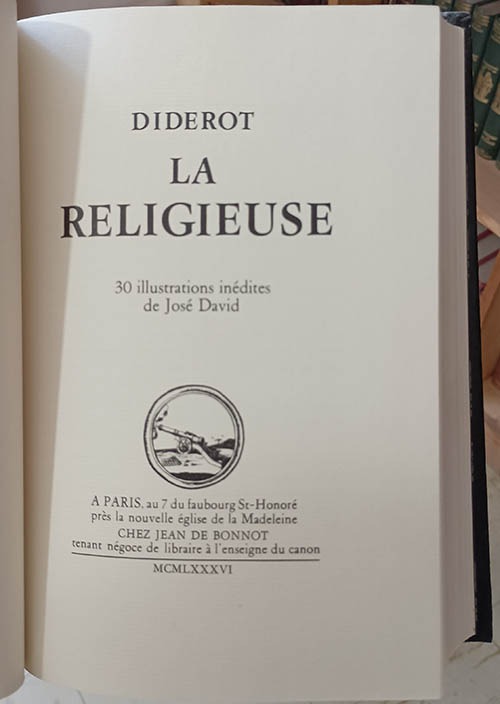 DIDEROT
LA
RELIGIEUSE
30 illustrations inédites
de José David
A PARIS, au 7 du faubourg St-Honoré
près la nouvelle église de la Madeleine
CHEZ JEAN DE BONNOT
tenant négoce de libraire à l'enseigne du canon
MCMLXXXVI